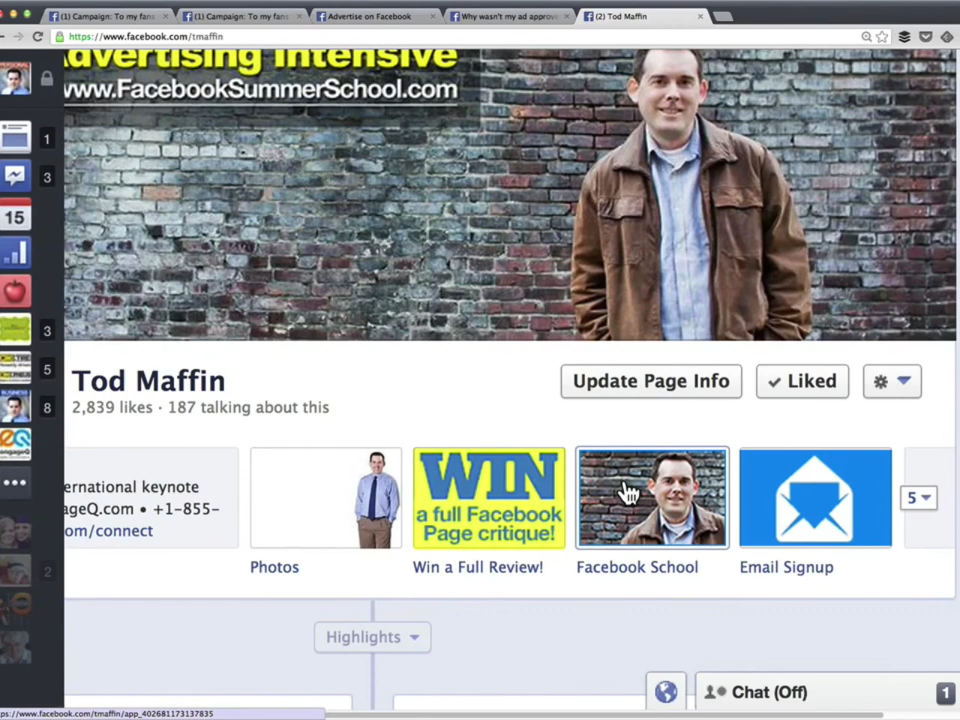 (1) Campaign: To my fans
(1) Campaign: To my fans
Advertise on Facebook
Why wasn't my ad approve
(2) Tod Maffin
https://www.facebook.com/tmaffin
Advertising Intensive
www.FacebookSummerSchool.com
1
3
15
3
5
8
2
Tod Maffin
2,839 likes · 187 talking about this
Update Page Info
✓ Liked
ernational keynote
ageQ.com • +1-855-
om/connect
WIN
a full Facebook
Page critique!
5
Photos
Win a Full Review!
Facebook School
Email Signup
Highlights
Chat (Off)
1
ps://www.facebook.com/tmaffin/app_402681173137835